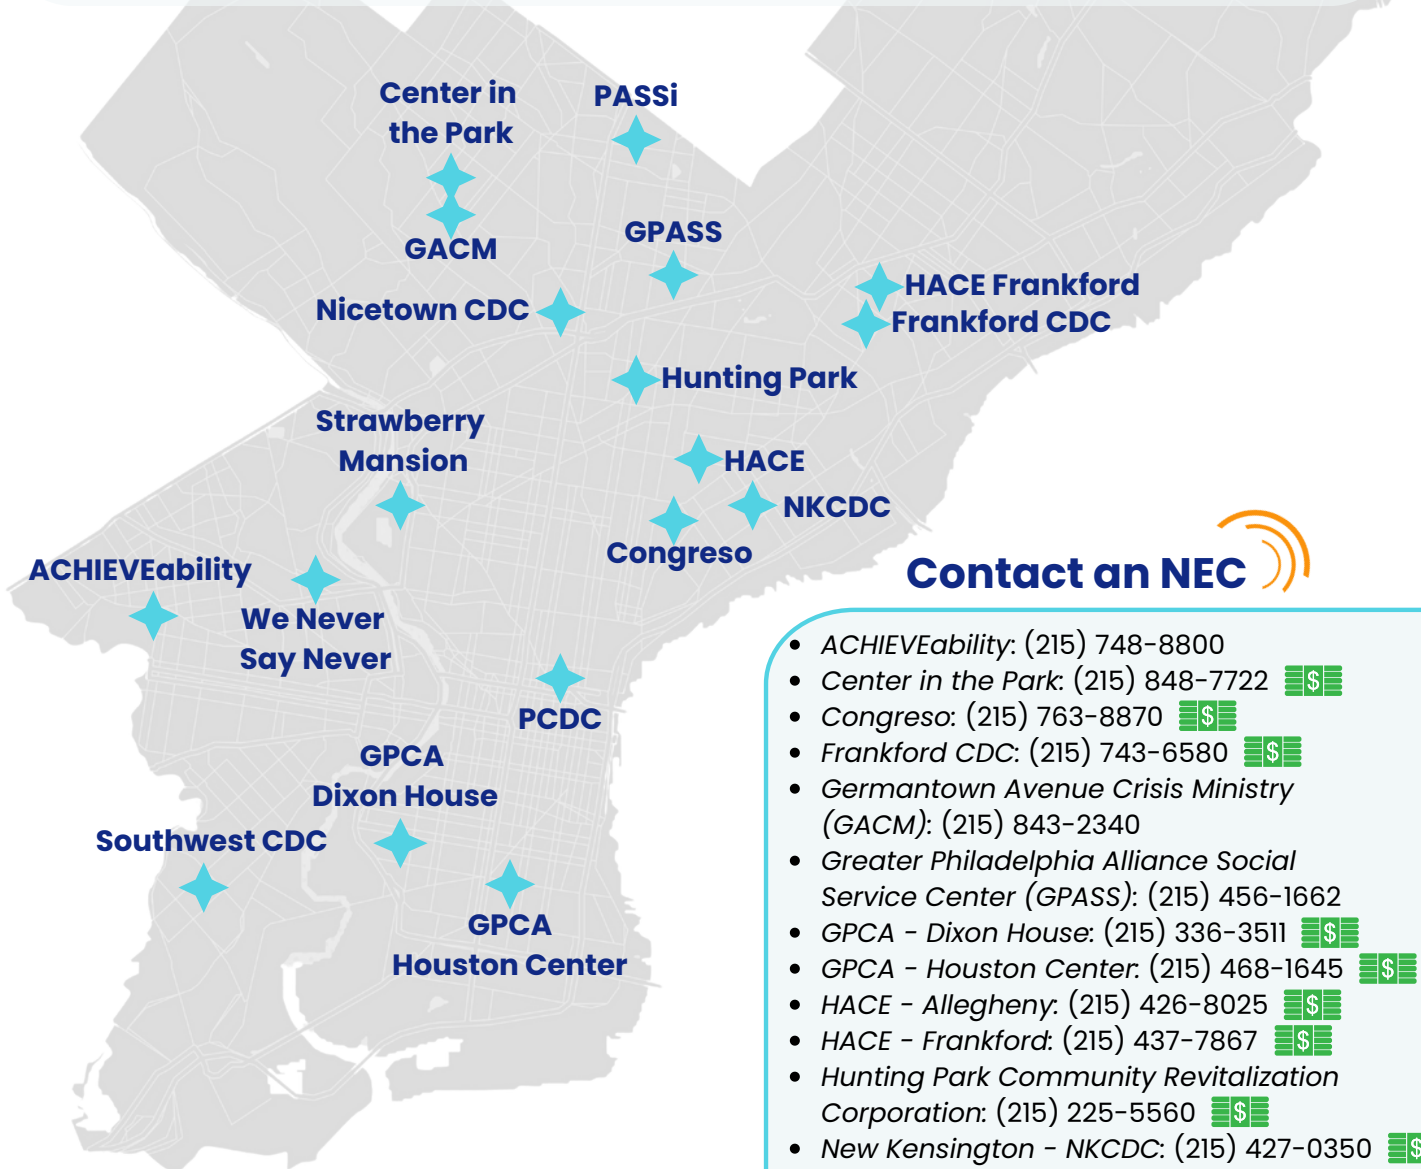 Center in
the Park
PASSi
GACM
GPASS
Nicetown CDC
HACE Frankford
Frankford CDC
Hunting Park
Strawberry
Mansion
HACE
NKCDC
Congreso
ACHIEVEability
We Never
Say Never
PCDC
GPCA
Dixon House
Southwest CDC
GPCA
Houston Center
Contact an NEC
• ACHIEVEability: (215) 748-8800
• Center in the Park: (215) 848-7722 $
• Congreso: (215) 763-8870 $
• Frankford CDC: (215) 743-6580 $
• Germantown Avenue Crisis Ministry
(GACM): (215) 843-2340
• Greater Philadelphia Alliance Social
Service Center (GPASS): (215) 456-1662
• GPCA - Dixon House: (215) 336-3511 $
• GPCA - Houston Center: (215) 468-1645 $
• HACE - Allegheny: (215) 426-8025 $
• HACE - Frankford: (215) 437-7867 $
• Hunting Park Community Revitalization
Corporation: (215) 225-5560 $
• New Kensington - NKCDC: (215) 427-0350 $